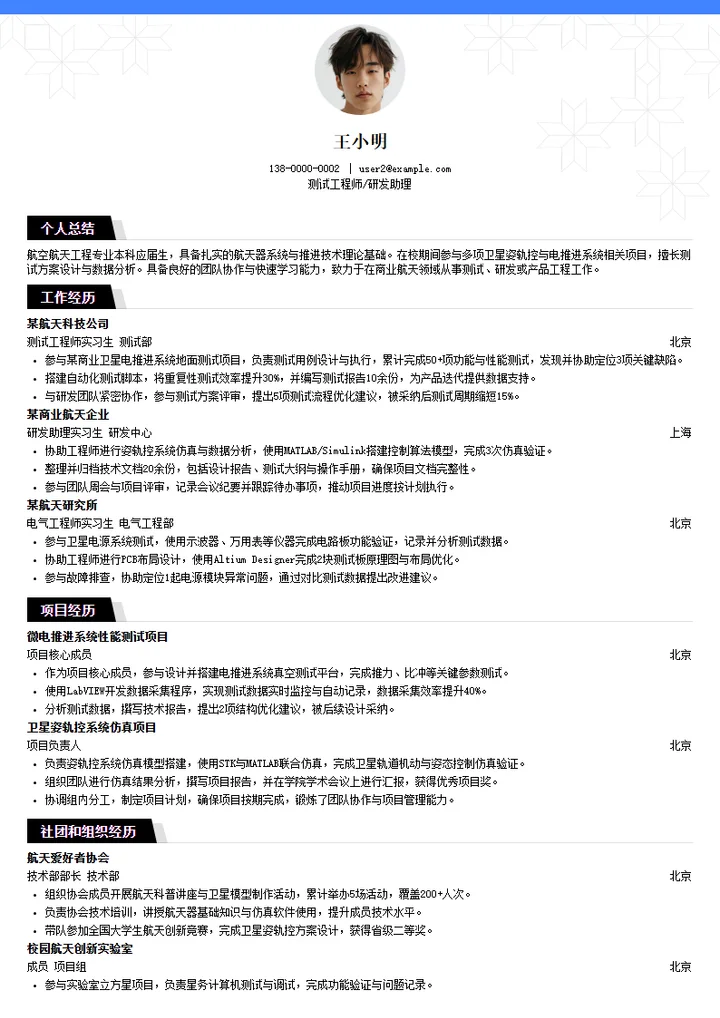 王小明
138-0000-0002 | user2@example.com
测试工程师/研发助理
个人总结
航空航天工程专业本科应届生，具备扎实的航天器系统与推进技术理论基础。在校期间参与多项卫星姿轨控与电推进系统相关项目，擅长测
试方案设计与数据分析。具备良好的团队协作与快速学习能力，致力于在商业航天领域从事测试、研发或产品工程工作。
工作经历
某航天科技公司
测试工程师实习生 测试部 北京
• 参与某商业卫星电推进系统地面测试项目，负责测试用例设计与执行，累计完成50+项功能与性能测试，发现并协助定位3项关键缺陷。
• 搭建自动化测试脚本，将重复性测试效率提升30%，并编写测试报告10余份，为产品迭代提供数据支持。
• 与研发团队紧密协作，参与测试方案评审，提出5项测试流程优化建议，被采纳后测试周期缩短15%。
某商业航天企业
研发助理实习生 研发中心 上海
• 协助工程师进行姿轨控系统仿真与数据分析，使用MATLAB/Simulink搭建控制算法模型，完成3次仿真验证。
• 整理并归档技术文档20余份，包括设计报告、测试大纲与操作手册，确保项目文档完整性。
• 参与团队周会与项目评审，记录会议纪要并跟踪待办事项，推动项目进度按计划执行。
某航天研究所
电气工程师实习生 电气工程部 北京
• 参与卫星电源系统测试，使用示波器、万用表等仪器完成电路板功能验证，记录并分析测试数据。
• 协助工程师进行PCB布局设计，使用Altium Designer完成2块测试板原理图与布局优化。
• 参与故障排查，协助定位1起电源模块异常问题，通过对比测试数据提出改进建议。
项目经历
微电推进系统性能测试项目
项目核心成员 北京
• 作为项目核心成员，参与设计并搭建电推进系统真空测试平台，完成推力、比冲等关键参数测试。
• 使用LabVIEW开发数据采集程序，实现测试数据实时监控与自动记录，数据采集效率提升40%。
• 分析测试数据，撰写技术报告，提出2项结构优化建议，被后续设计采纳。
卫星姿轨控系统仿真项目
项目负责人 北京
• 负责姿轨控系统仿真模型搭建，使用STK与MATLAB联合仿真，完成卫星轨道机动与姿态控制仿真验证。
• 组织团队进行仿真结果分析，撰写项目报告，并在学院学术会议上进行汇报，获得优秀项目奖。
• 协调组内分工，制定项目计划，确保项目按期完成，锻炼了团队协作与项目管理能力。
社团和组织经历
航天爱好者协会
技术部部长 技术部 北京
• 组织协会成员开展航天科普讲座与卫星模型制作活动，累计举办5场活动，覆盖200+人次。
• 负责协会技术培训，讲授航天器基础知识与仿真软件使用，提升成员技术水平。
• 带队参加全国大学生航天创新竞赛，完成卫星姿轨控方案设计，获得省级二等奖。
校园航天创新实验室
成员 项目组 北京
• 参与实验室立方星项目，负责星务计算机测试与调试，完成功能验证与问题记录。